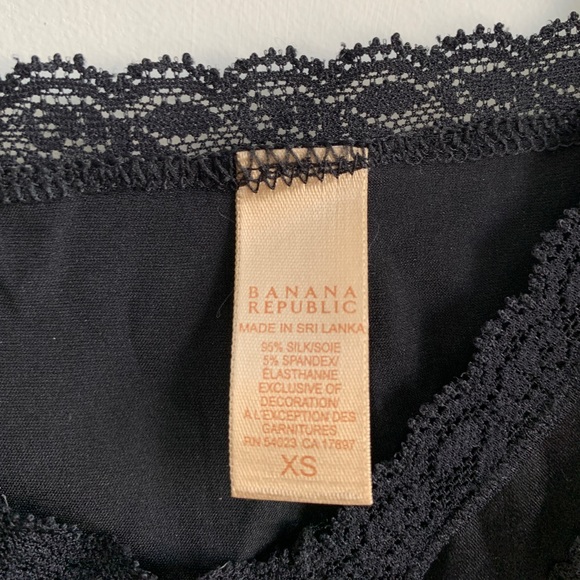 BANANA
REPUBLIC
MADE IN SRI LANKA
95% SILK/SOIE
5% SPANDEX/
ÉLASTHANNE
EXCLUSIVE OF
DECORATION/
A L'EXCEPTION DES
GARNITURES
RN 54023 CA 17897
XS